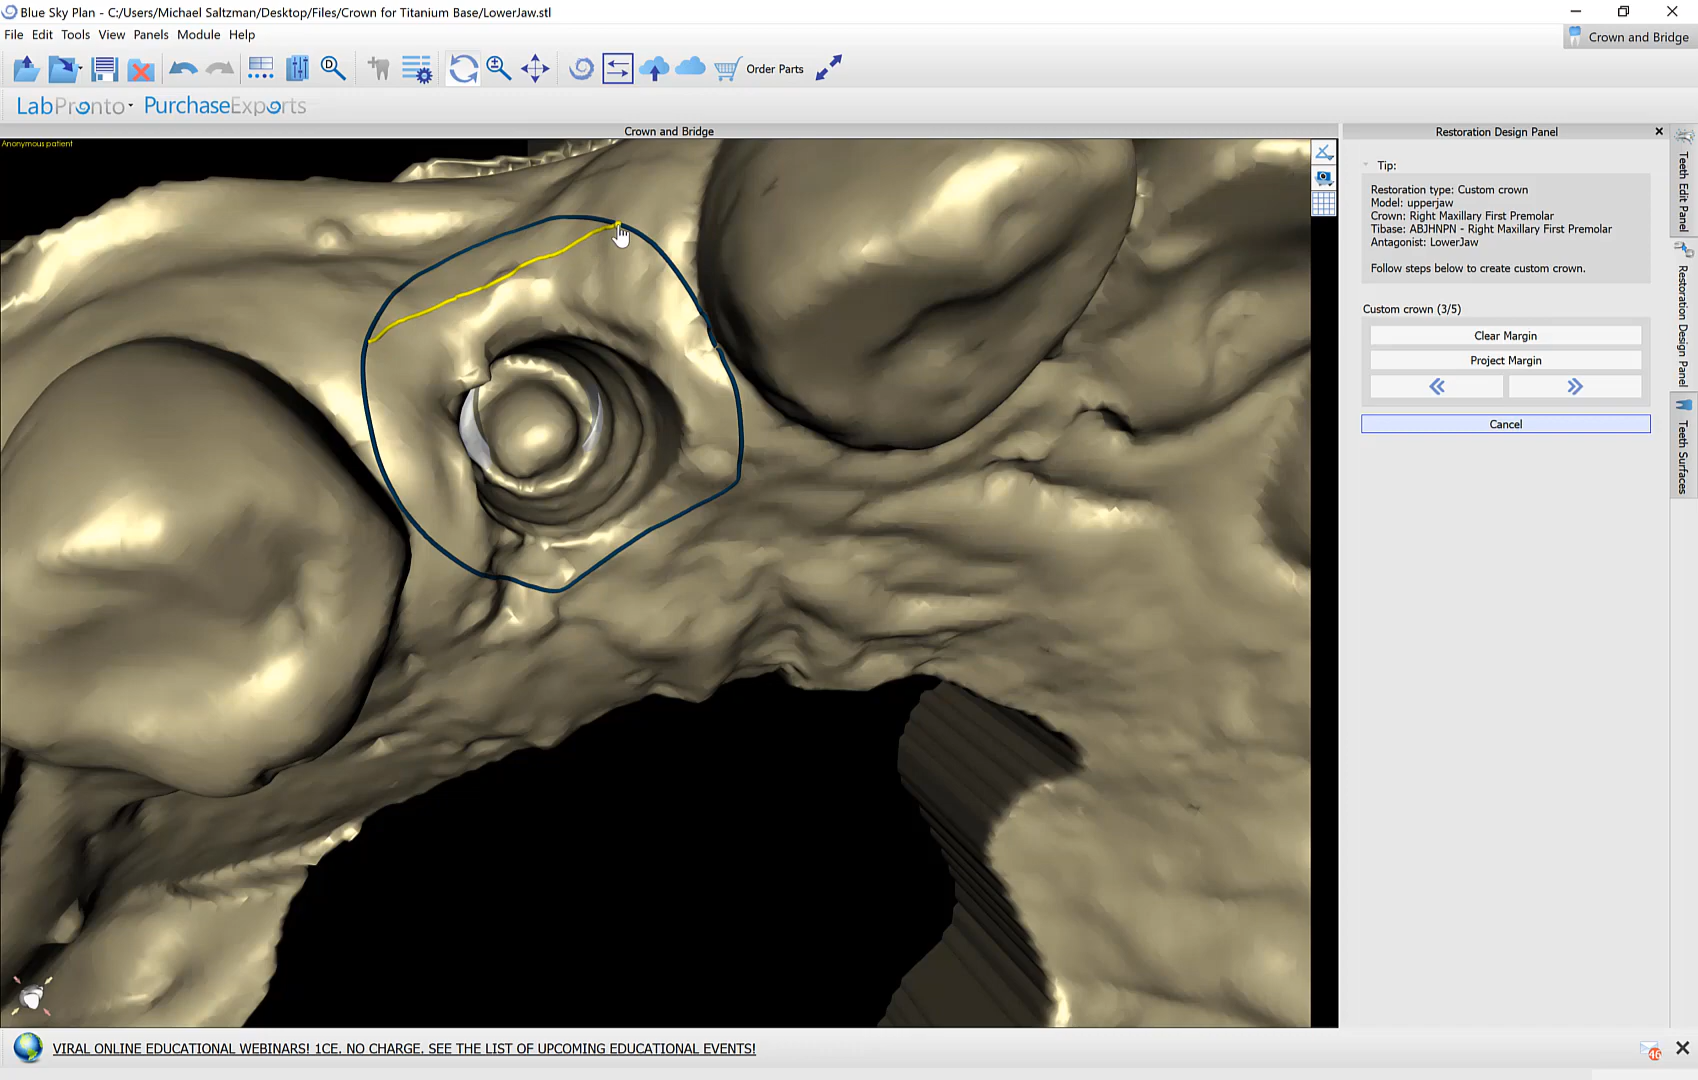 Blue Sky Plan - C:/Users/Michael Saltzman/Desktop/Files/Crown for Titanium Base/LowerJaw.stl
File Edit Tools View Panels Module Help
Crown and Bridge
D
Order Parts
LabPronto PurchaseExports
Crown and Bridge
Restoration Design Panel
Anonymous patient
Tip:
Restoration type: Custom crown
Model: upperjaw
Crown: Right Maxillary First Premolar
Tibase: ABJHNPN - Right Maxillary First Premolar
Antagonist: LowerJaw
Follow steps below to create custom crown.
Custom crown (3/5)
Clear Margin
Project Margin
Cancel
Teeth Edit Panel
Restoration Design Panel
Teeth Surfaces
VIRAL ONLINE EDUCATIONAL WEBINARS! 1CE. NO CHARGE. SEE THE LIST OF UPCOMING EDUCATIONAL EVENTS!
46